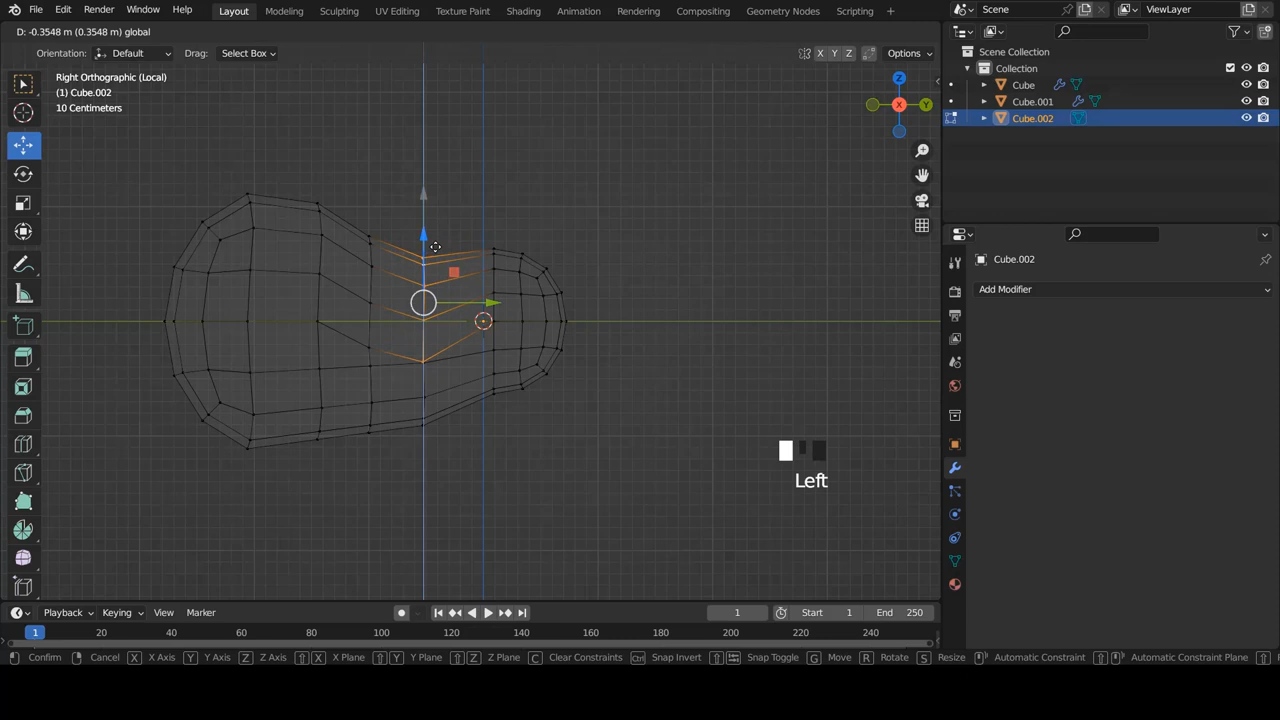 File Edit Render Window Help Layout Modeling Sculpting UV Editing Texture Paint Shading Animation Rendering Compositing Geometry Nodes Scripting + Scene ViewLayer
D: -0.3548 m (0.3548 m) global
Orientation: Default Drag: Select Box X Y Z Options
Scene Collection
Collection
Cube
Cube.001
Cube.002
Right Orthographic (Local)
(1) Cube.002
10 Centimeters
Z
X
Y
Cube.002
Add Modifier
Left
Playback Keying View Marker 1 Start 1 End 250
1 20 40 60 80 100 120 140 160 180 200 220 240
Confirm Cancel X X Axis Y Y Axis Z Z Axis X X Plane Y Y Plane Z Z Plane C Clear Constraints Ctrl Snap Invert Snap Toggle G Move R Rotate S Resize Automatic Constraint Automatic Constraint Plane